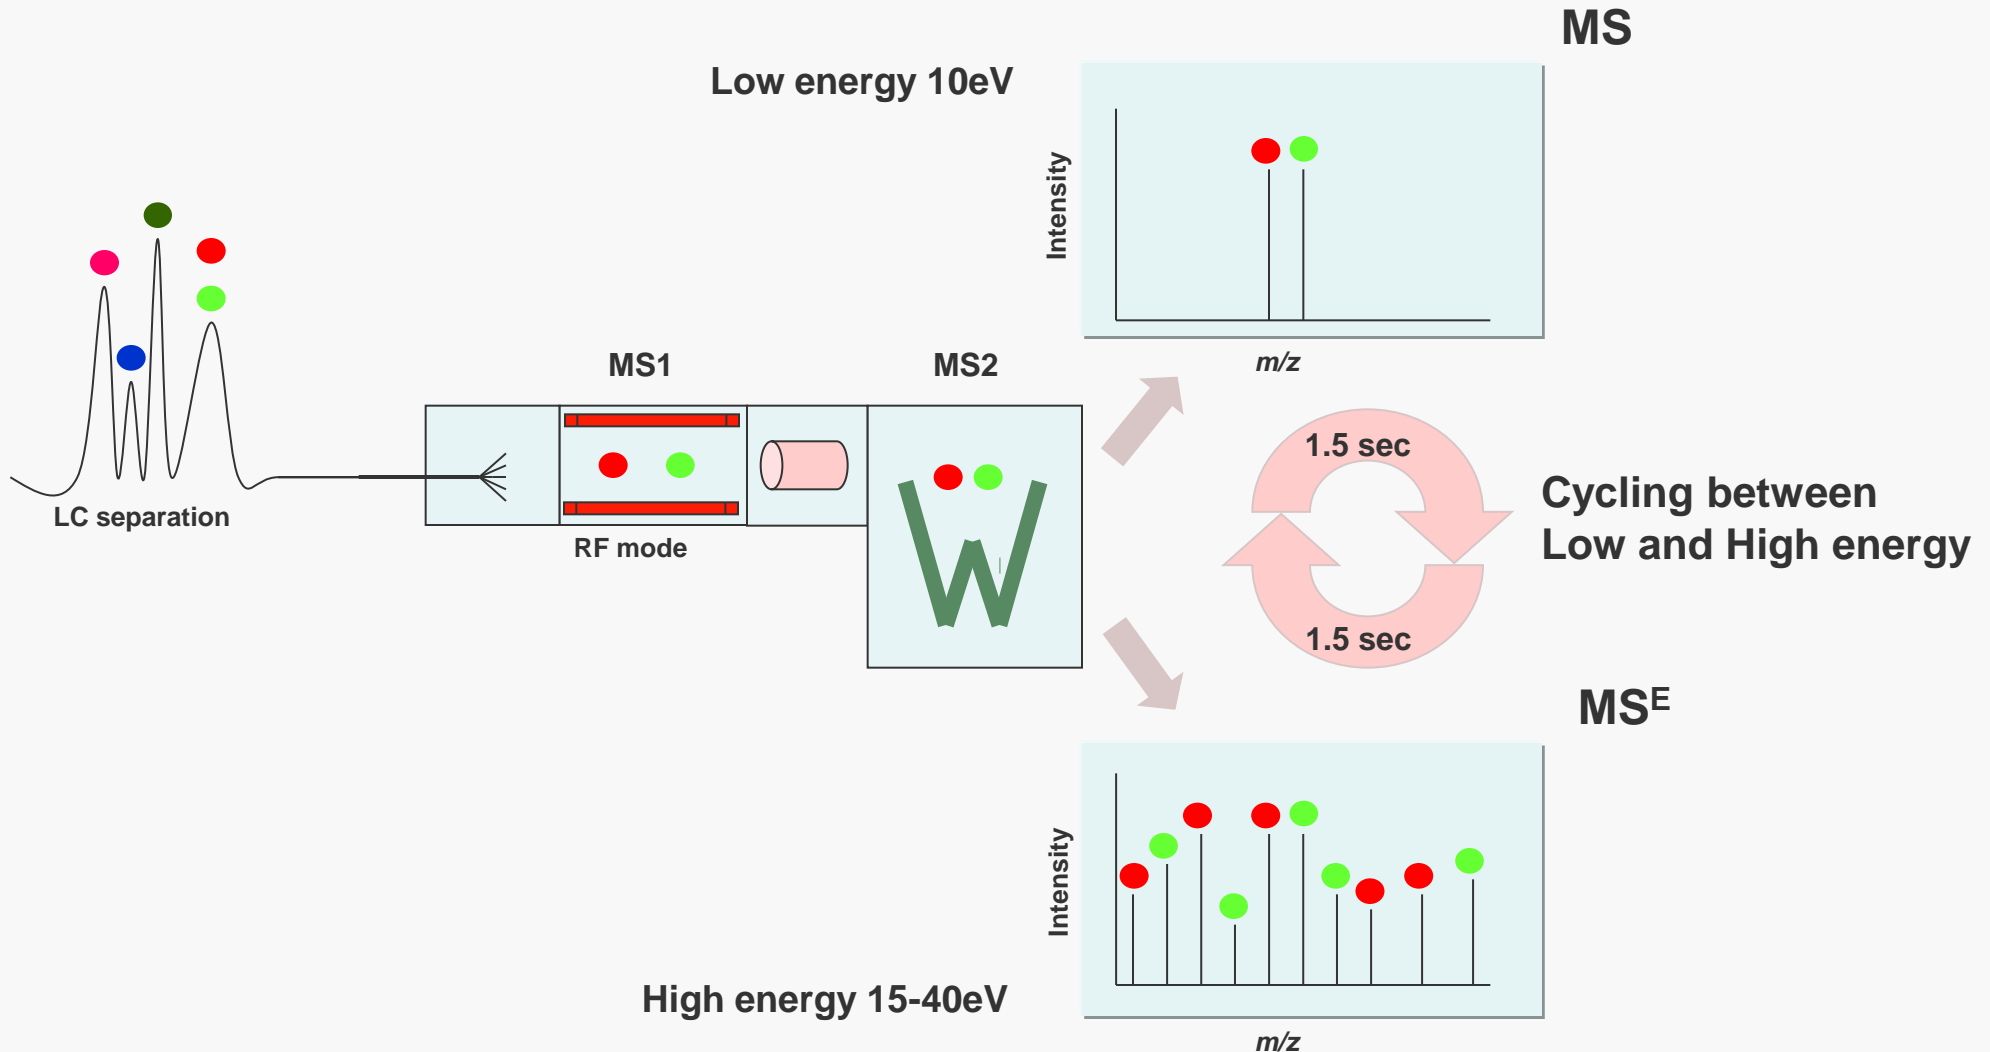 MS
Low energy 10eV
Intensity
m/z
LC separation
MS1
MS2
RF mode
1.5 sec
1.5 sec
Cycling between
Low and High energy
MSᴱ
Intensity
High energy 15-40eV
m/z